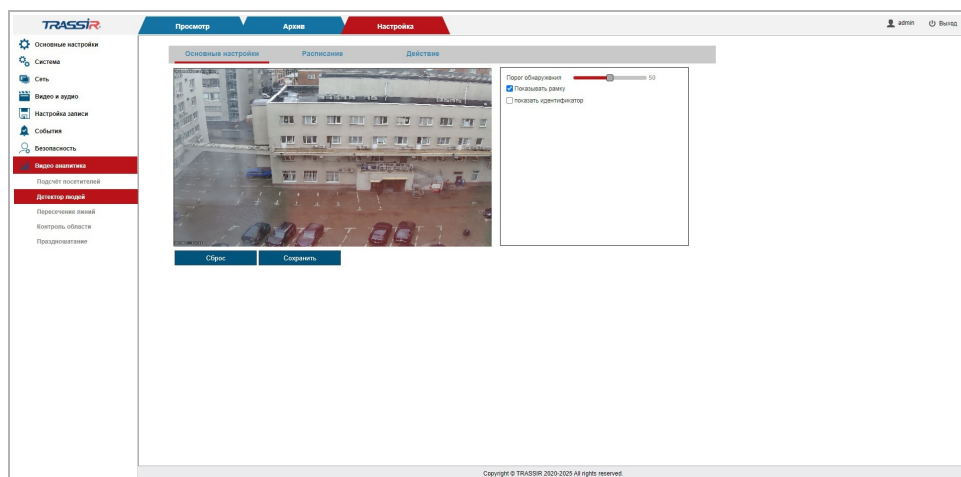 TRASSIR
Просмотр
Архив
Настройка
admin
Выход
Основные настройки
Система
Сеть
Видео и аудио
Настройка записи
События
Безопасность
Видео аналитика
Подсчёт посетителей
Детектор людей
Пересечение линий
Контроль области
Праздношатание
Основные настройки
Расписание
Действие
Порог обнаружения
50
Показывать рамку
показать идентификатор
Сброс
Сохранить
Copyright © TRASSIR 2020-2025 All rights reserved.